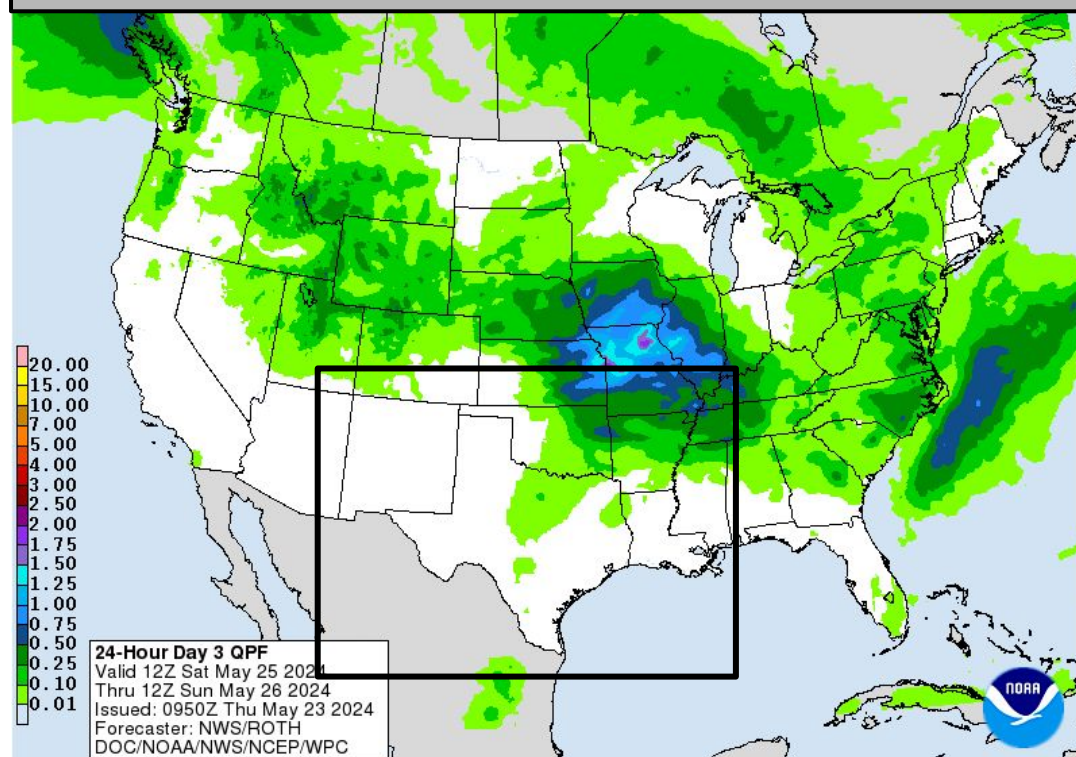 20.00
15.00
10.00
7.00
5.00
4.00
3.00
2.50
2.00
1.75
1.50
1.25
1.00
0.75
0.50
0.25
0.10
0.01
24-Hour Day 3 QPF
Valid 12Z Sat May 25 2024
Thru 12Z Sun May 26 2024
Issued: 0950Z Thu May 23 2024
Forecaster: NWS/ROTH
DOC/NOAA/NWS/NCEP/WPC
NOAA